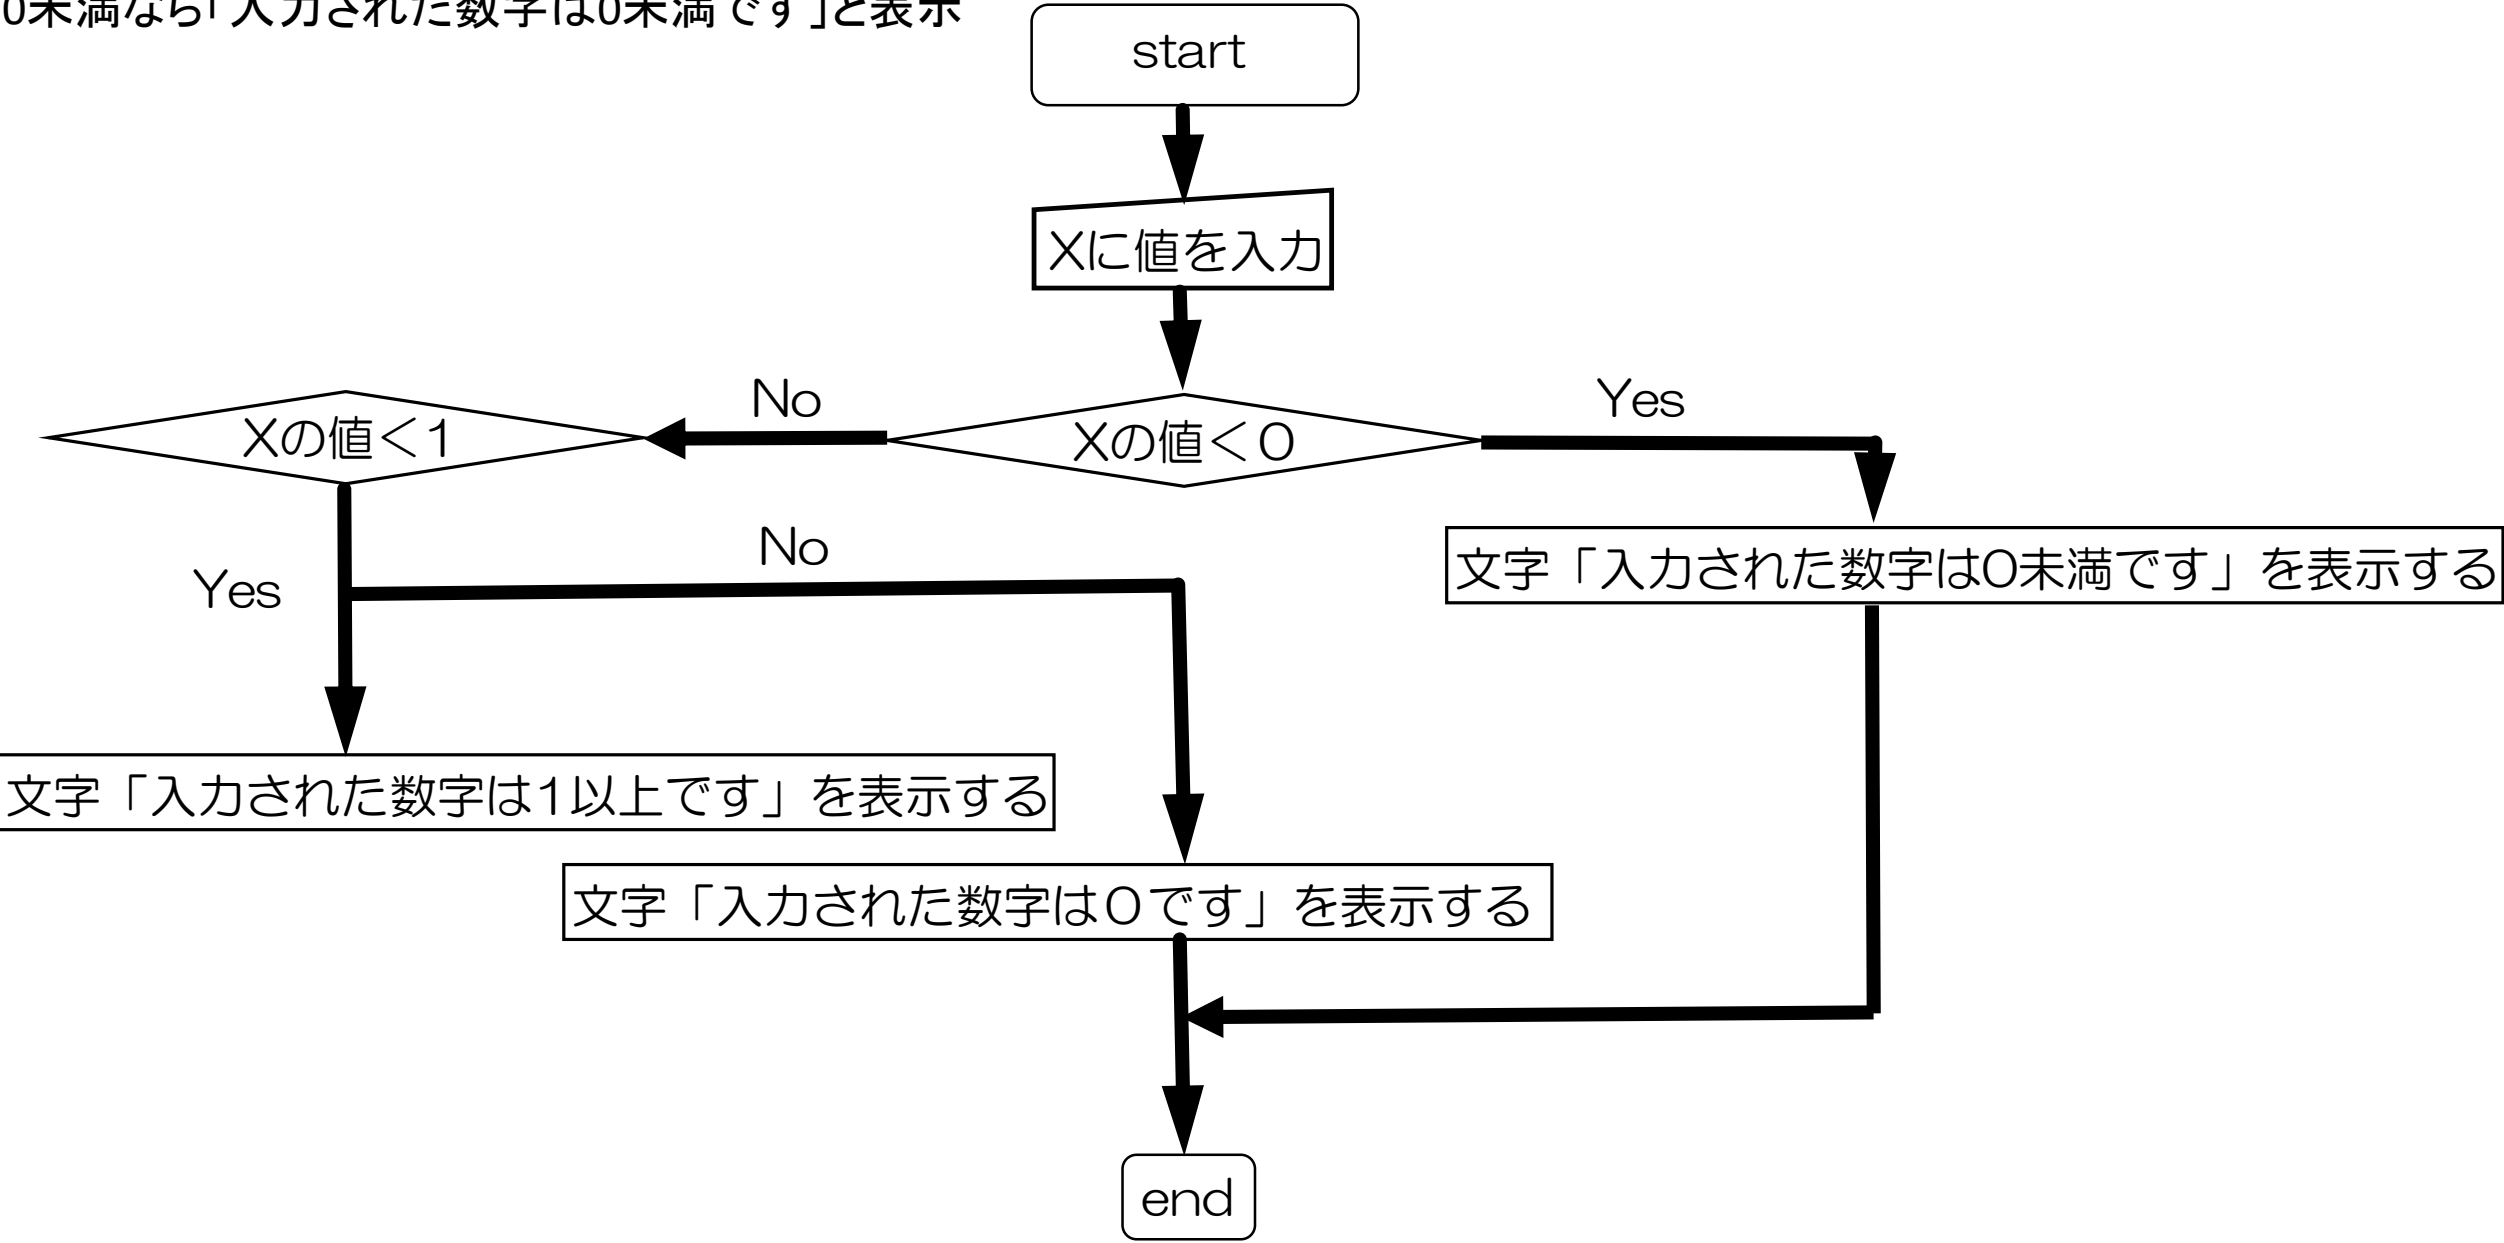 0未満なら「入力された数字は0未満です」と表示
start
Xに値を入力
No
Yes
Xの値<1
Xの値<0
No
Yes
文字「入力された数字は0未満です」を表示する
文字「入力された数字は1以上です」を表示する
文字「入力された数字は0です」を表示する
end